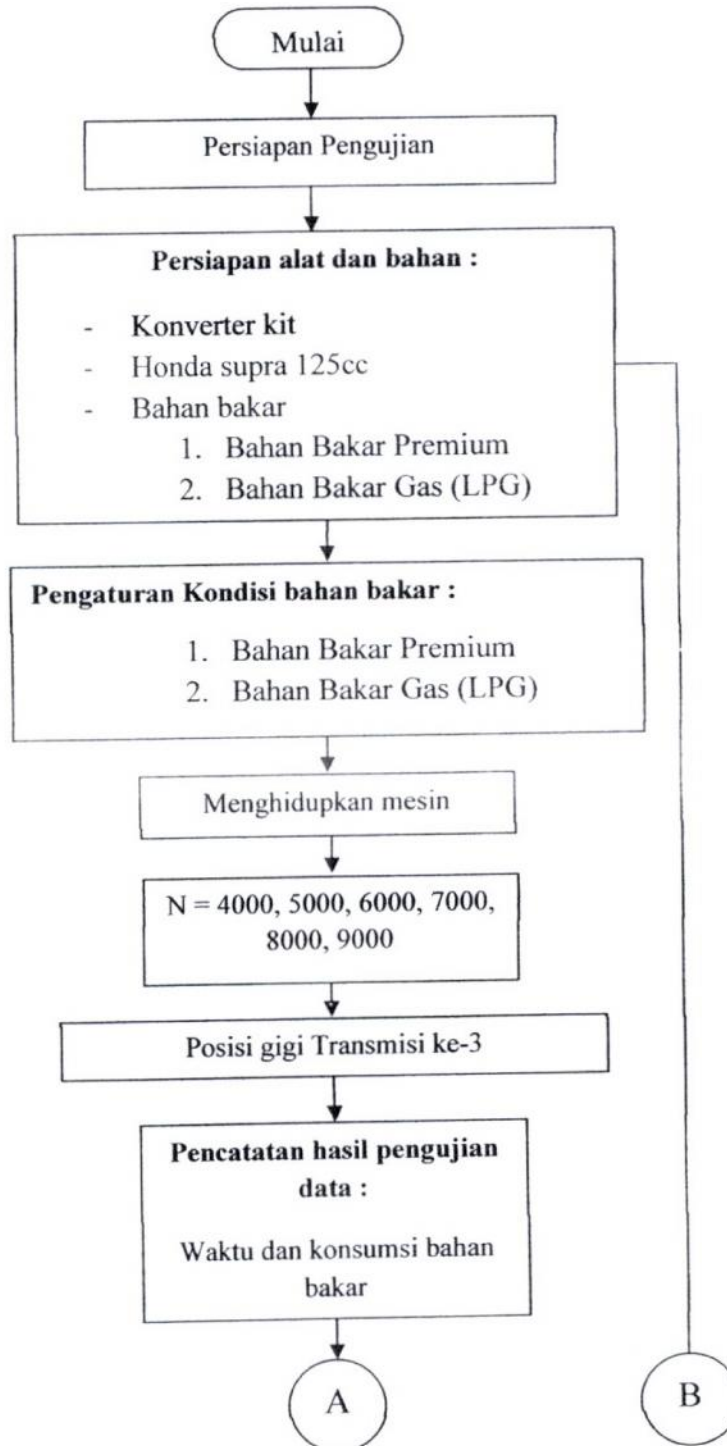 Mulai
Persiapan Pengujian
Persiapan alat dan bahan :
- Konverter kit
- Honda supra 125cc
- Bahan bakar
1. Bahan Bakar Premium
2. Bahan Bakar Gas (LPG)
Pengaturan Kondisi bahan bakar :
1. Bahan Bakar Premium
2. Bahan Bakar Gas (LPG)
Menghidupkan mesin
N = 4000, 5000, 6000, 7000,
8000, 9000
Posisi gigi Transmisi ke-3
Pencatatan hasil pengujian
data :
Waktu dan konsumsi bahan
bakar
A
B